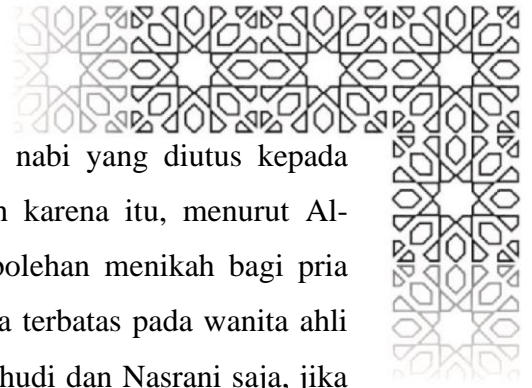 nabi yang diutus kepada
karena itu, menurut Al-
bolehan menikah bagi pria
terbatas pada wanita ahli
hudi dan Nasrani saja, jika